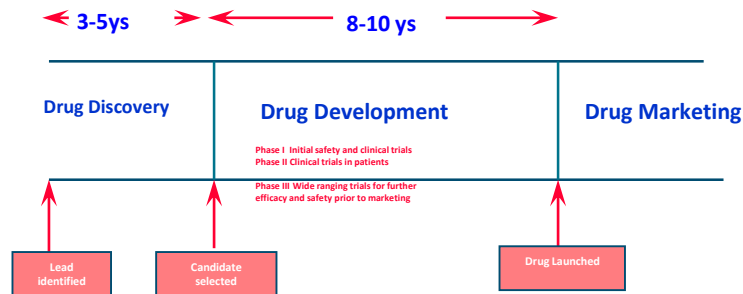 3-5ys
8-10 ys
Drug Discovery
Drug Development
Drug Marketing
Phase I  Initial safety and clinical trials
Phase II Clinical trials in patients
Phase III Wide ranging trials for further
efficacy and safety prior to marketing
Lead
identified
Candidate
selected
Drug Launched